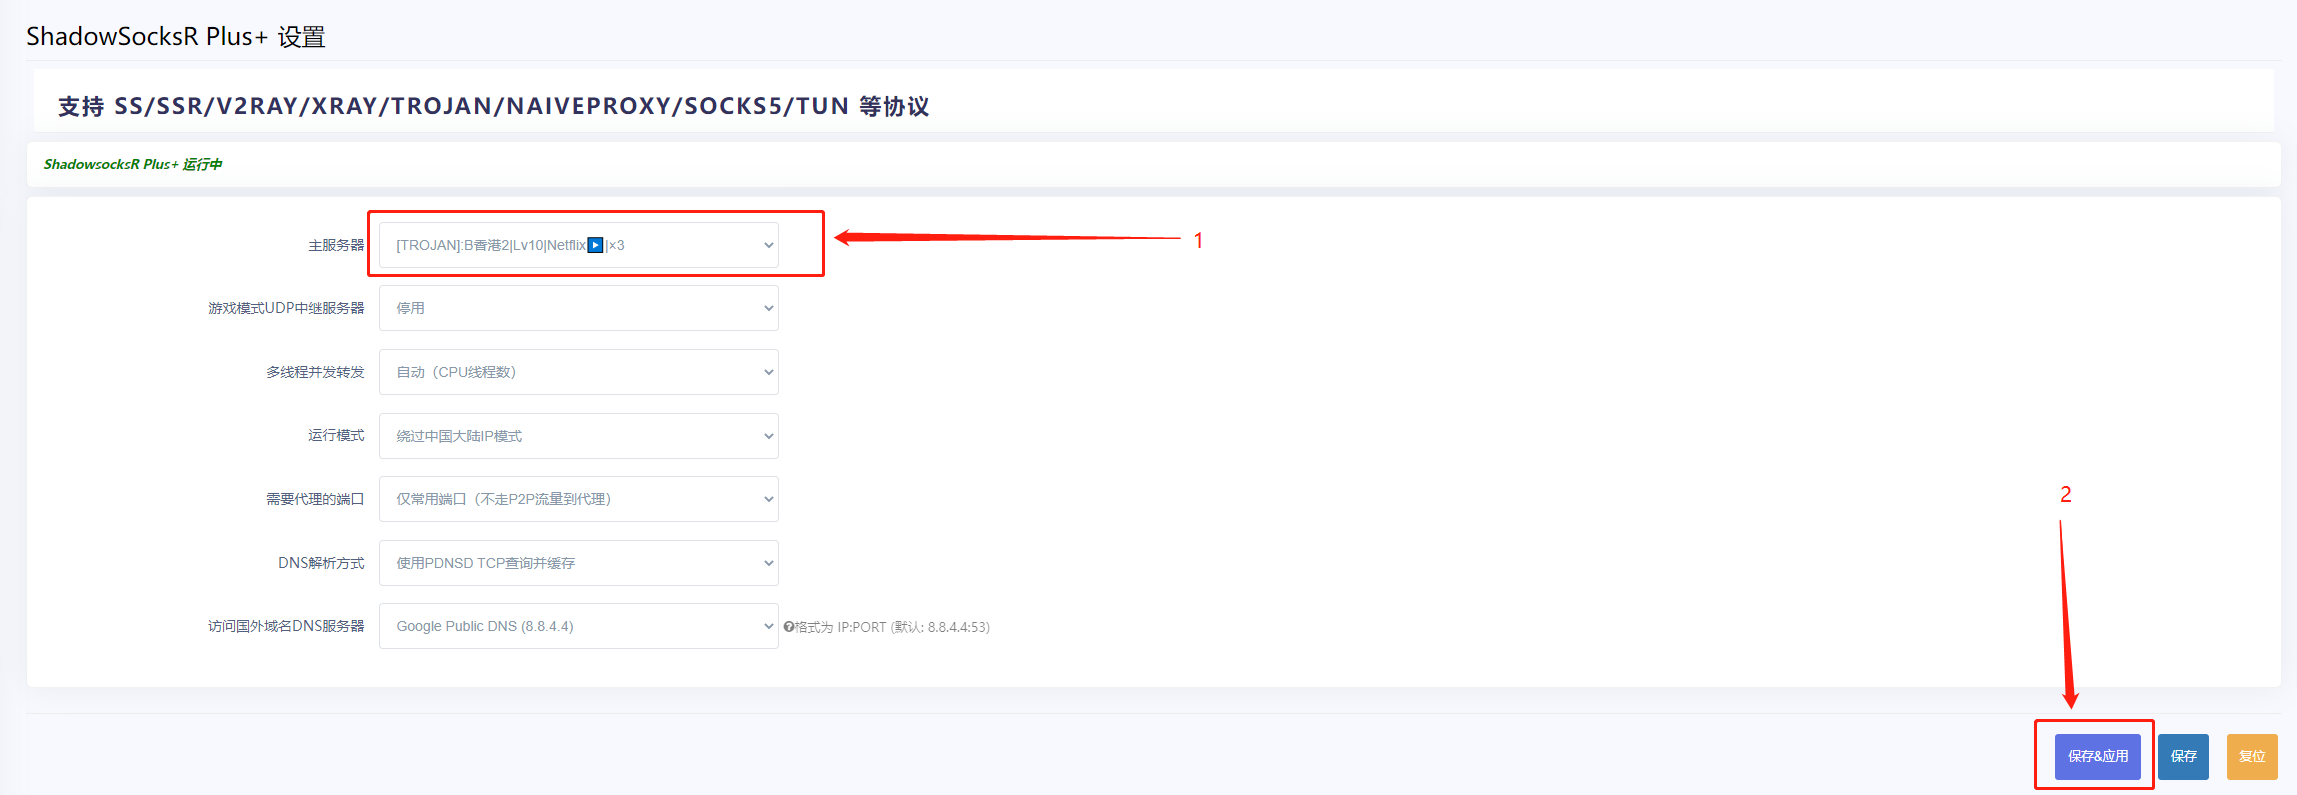 ShadowSocksR Plus+ 设置
支持 SS/SSR/V2RAY/XRAY/TROJAN/NAIVEPROXY/SOCKS5/TUN 等协议
ShadowsocksR Plus+ 运行中
主服务器 [TROJAN]:B香港2|Lv10|Netflix▶️|×3 1
游戏模式UDP中继服务器 停用
多线程并发转发 自动（CPU线程数）
运行模式 绕过中国大陆IP模式
需要代理的端口 仅常用端口（不走P2P流量到代理）
2
DNS解析方式 使用PDNSD TCP查询并缓存
访问国外域名DNS服务器 Google Public DNS (8.8.4.4) 格式为 IP:PORT (默认: 8.8.4.4:53)
保存&应用 保存 复位